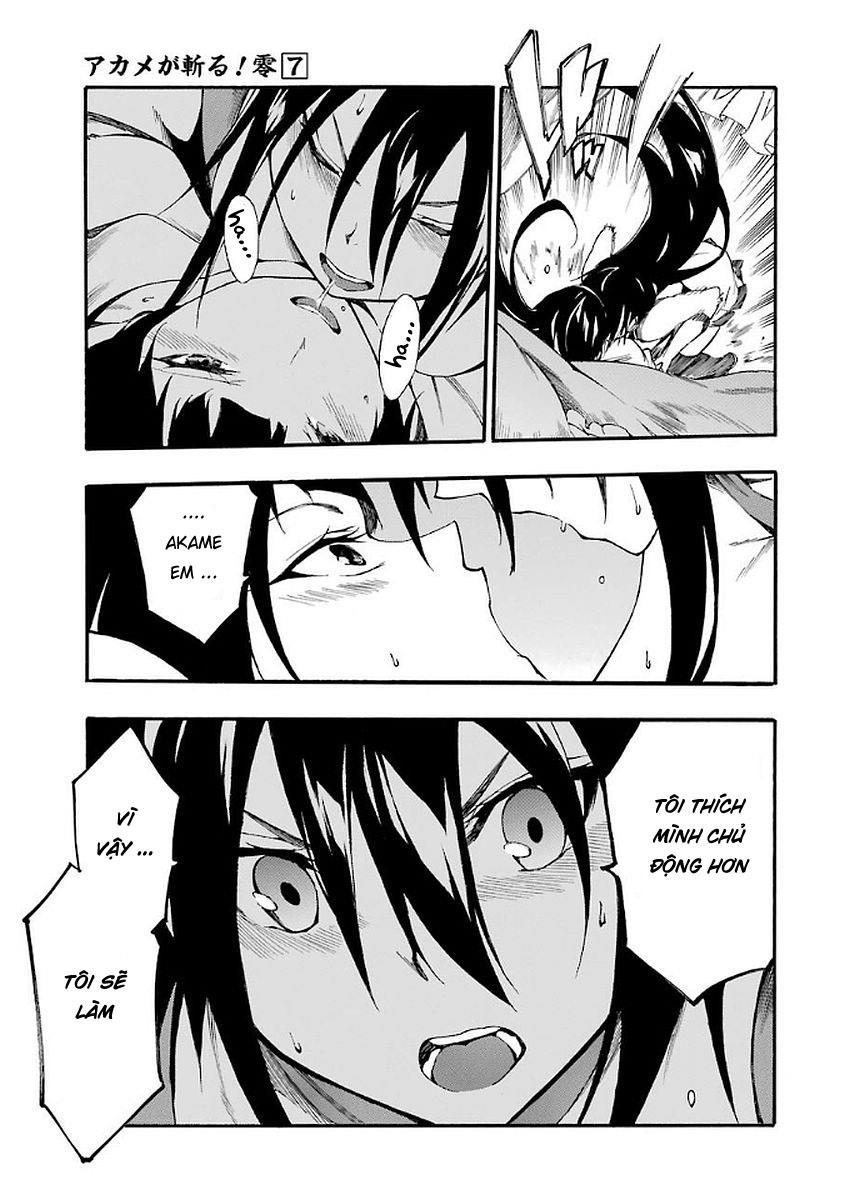 アカメが斬る!零7
ha...
ha...
....
AKAME
EM ...
TÔI THÍCH
MÌNH CHỦ
ĐỘNG HƠN
VÌ
VẬY ...
TÔI SẼ
LÀM